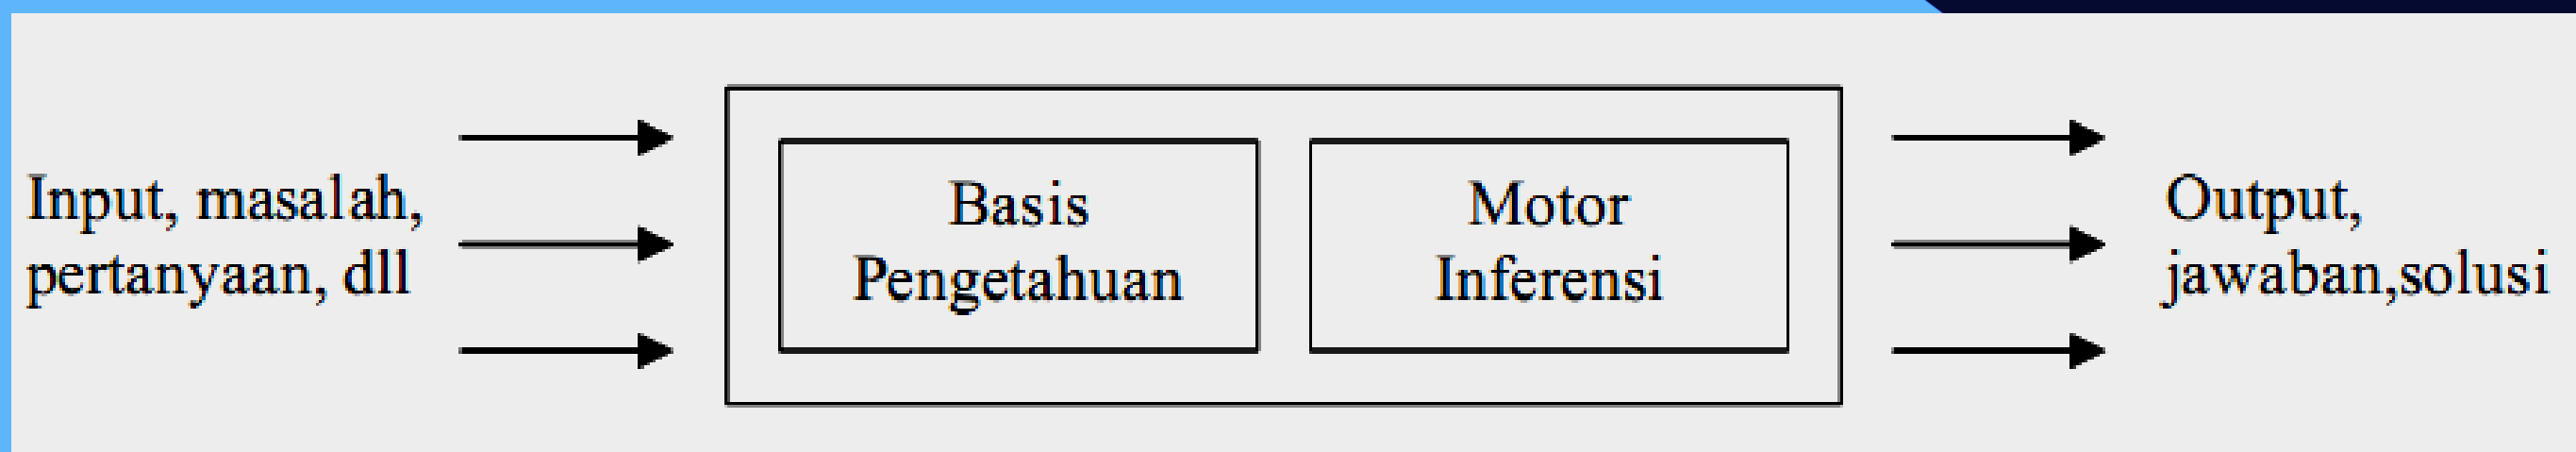 Input, masalah,
pertanyaan, dll
Basis
Pengetahuan
Motor
Inferensi
Output,
jawaban,solusi